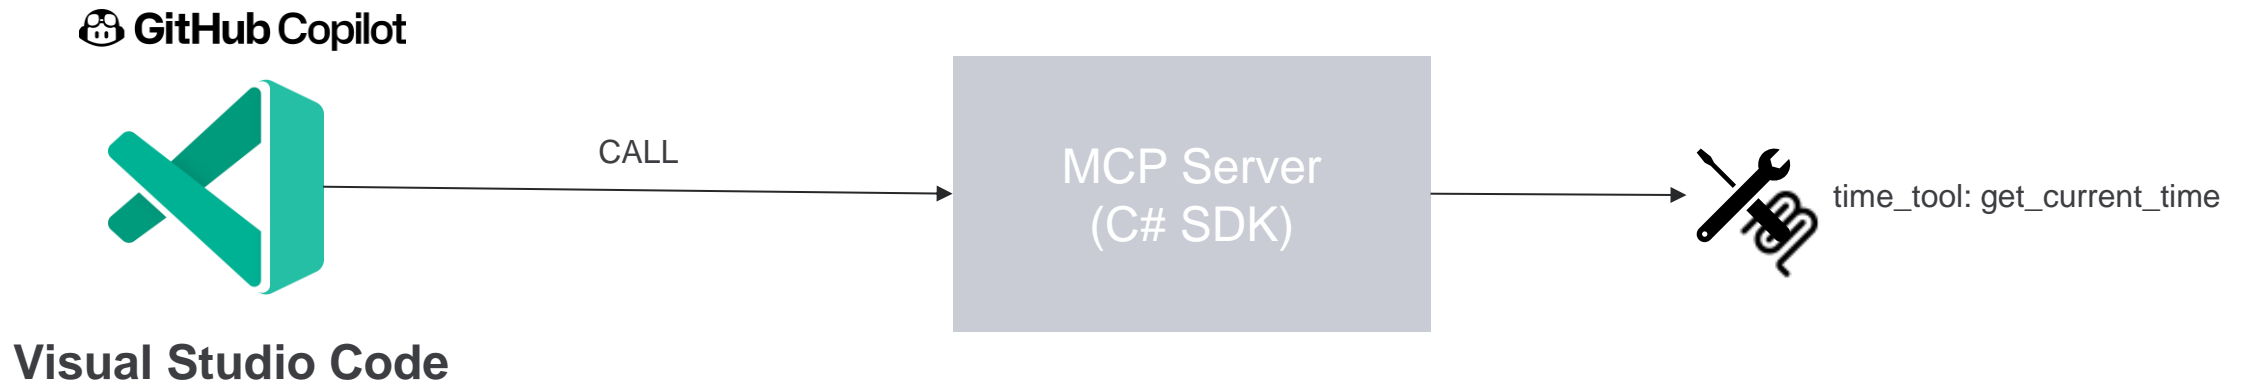 GitHub Copilot
CALL
MCP Server
(C# SDK)
time_tool: get_current_time
Visual Studio Code